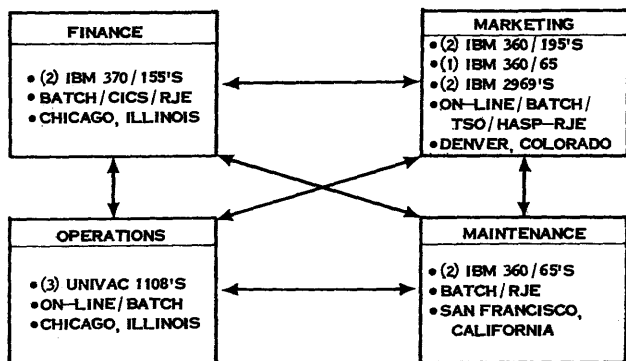 FINANCE
• (2) IBM 370/155'S
• BATCH/CICS/RJE
• CHICAGO, ILLINOIS
MARKETING
• (2) IBM 360/195'S
• (1) IBM 360/65
• (2) IBM 2969'S
• ON-LINE/BATCH/
TSO/HASP-RJE
• DENVER, COLORADO
OPERATIONS
• (3) UNIVAC 1108'S
• ON-LINE/BATCH
• CHICAGO, ILLINOIS
MAINTENANCE
• (2) IBM 360/65'S
• BATCH/RJE
• SAN FRANCISCO,
CALIFORNIA